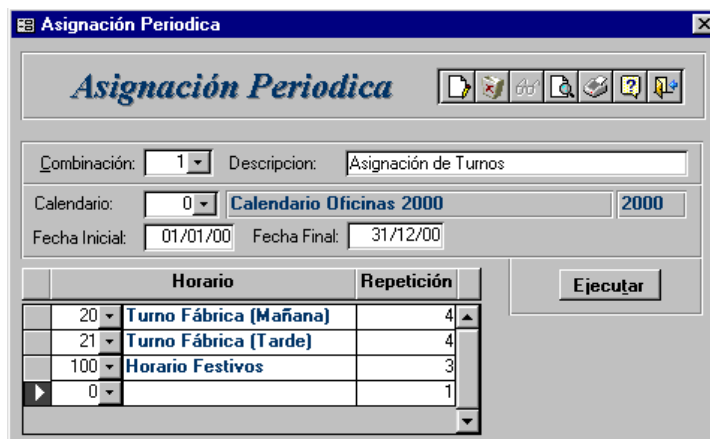 Asignación Periodica
Asignación Periodica
Combinación: 1 Descripcion: Asignación de Turnos
Calendario: 0 Calendario Oficinas 2000 2000
Fecha Inicial: 01/01/00 Fecha Final: 31/12/00
Horario Repetición Ejecutar
20 Turno Fábrica (Mañana) 4
21 Turno Fábrica (Tarde) 4
100 Horario Festivos 3
0 1